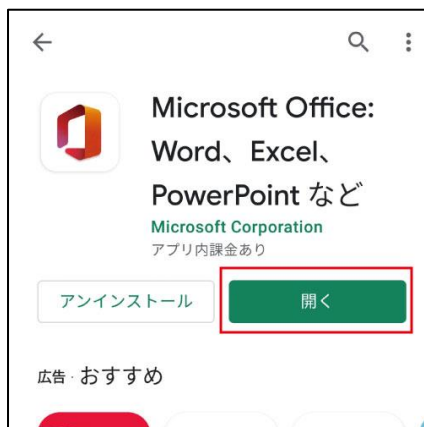 Microsoft Office:
Word、Excel、
PowerPoint など
Microsoft Corporation
アプリ内課金あり
アンインストール
開く
広告·おすすめ